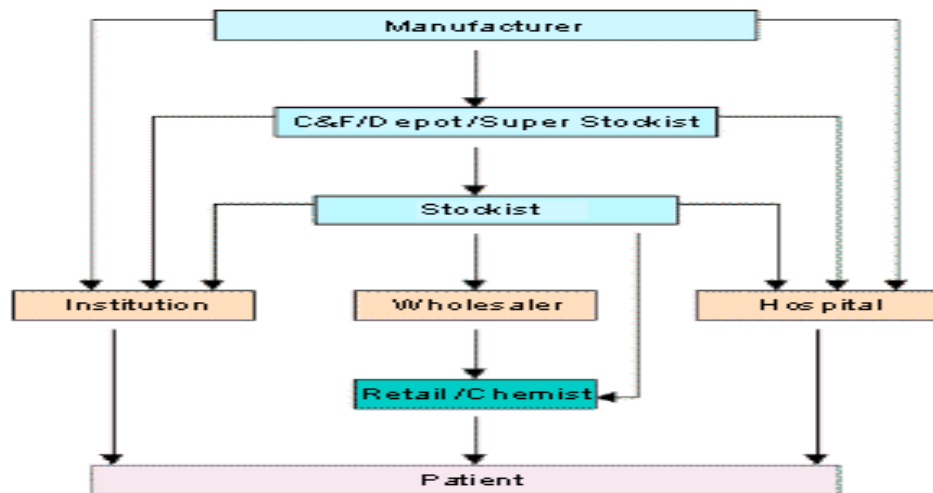 Manufacturer
C&F/Depot/Super Stockist
Stockist
Institution
Wholesaler
Hospital
Retail/Chemist
Patient